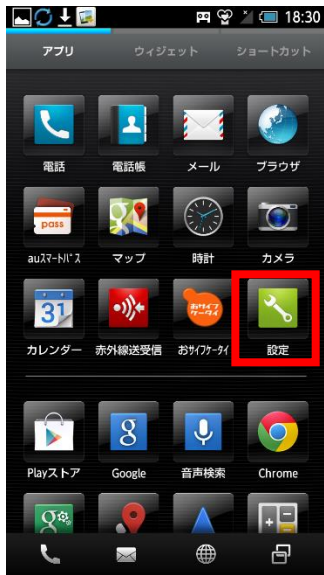 18:30
アプリ ウィジェット ショートカット
電話 電話帳 メール ブラウザ
pass
auスマートパス マップ 時計 カメラ
31
おサイフケータイ
カレンダー 赤外線送受信 おサイフケータイ 設定
8
Playストア Google 音声検索 Chrome